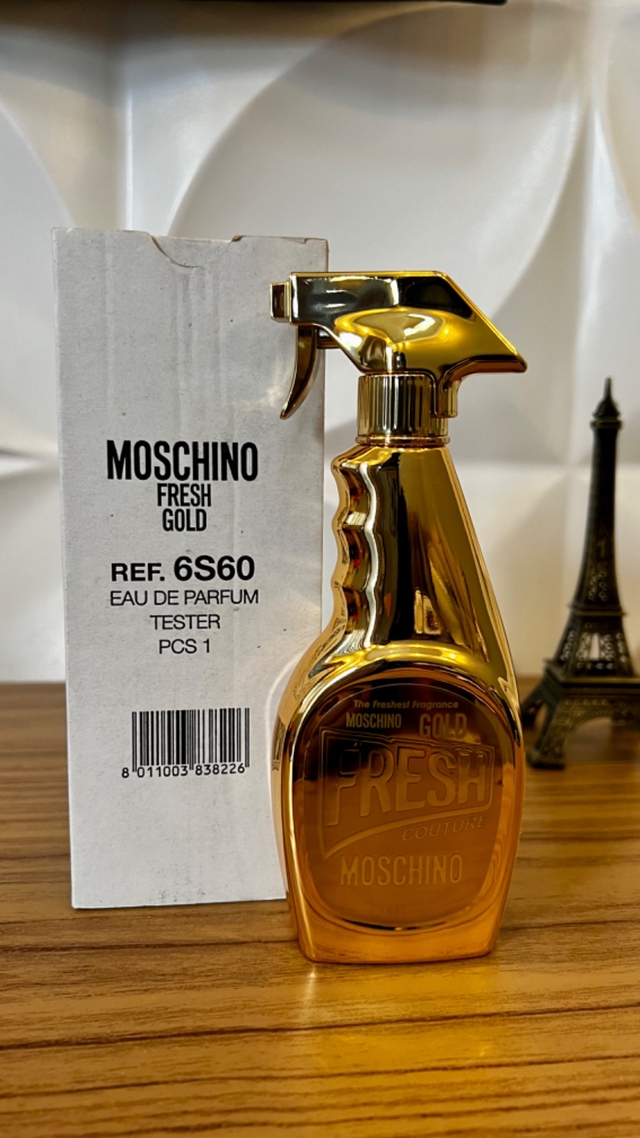 MOSCHINO
FRESH
GOLD
REF. 6S60
EAU DE PARFUM
TESTER
PCS 1
8 011003 838226
The Freshest Fragrance
MOSCHINO GOLD
FRESH
COUTURE
MOSCHINO